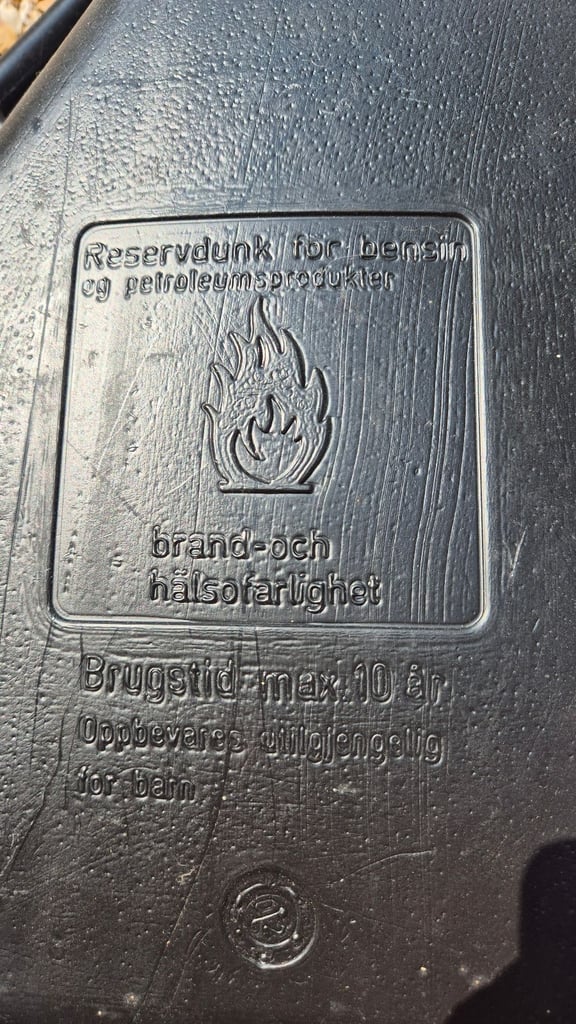 Reservdunk för bensin
og petroleumsprodukter
brand-och
hälsofarlighet
Brugstid max. 10 år
Oppbevares utilgjengelig
for barn